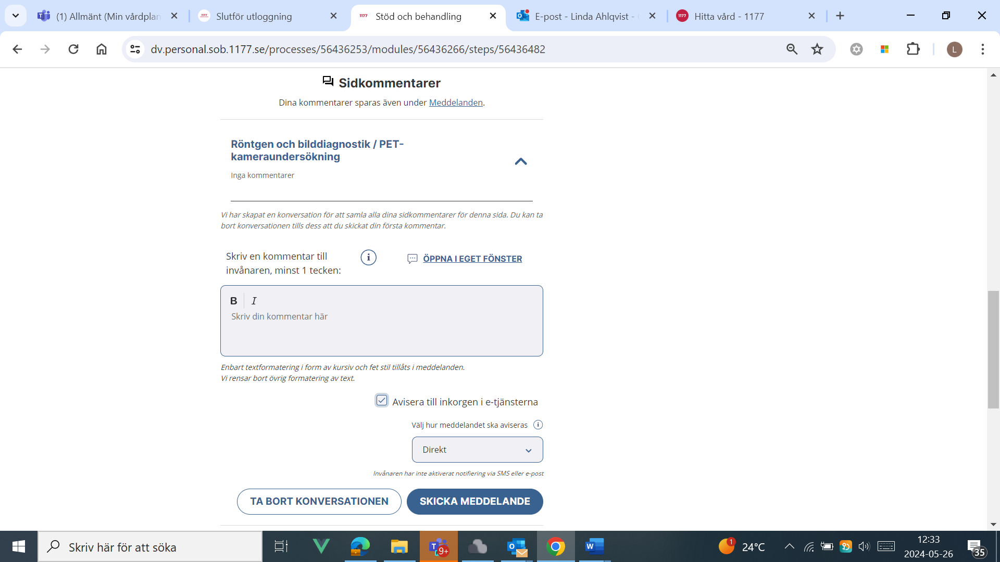 (1) Allmänt (Min vårdplan
Slutför utloggning
1177
Stöd och behandling
E-post - Linda Ahlqvist -
1177
Hitta vård - 1177
dv.personal.sob.1177.se/processes/56436253/modules/56436266/steps/56436482
L
Sidkommentarer
Dina kommentarer sparas även under Meddelanden.
Röntgen och bilddiagnostik / PET-
kameraundersökning
Inga kommentarer
Vi har skapat en konversation för att samla alla dina sidkommentarer för denna sida. Du kan ta
bort konversationen tills dess att du skickat din första kommentar.
Skriv en kommentar till
invånaren, minst 1 tecken:
i
ÖPPNA I EGET FÖNSTER
B I
Skriv din kommentar här
Enbart textformatering i form av kursiv och fet stil tillåts i meddelanden.
Vi rensar bort övrig formatering av text.
Avisera till inkorgen i e-tjänsterna
Välj hur meddelandet ska aviseras i
Direkt
Invånaren har inte aktiverat notifiering via SMS eller e-post
TA BORT KONVERSATIONEN
SKICKA MEDDELANDE
Skriv här för att söka
T 9+
O
W
1
24°C
12:33
2024-05-26
35